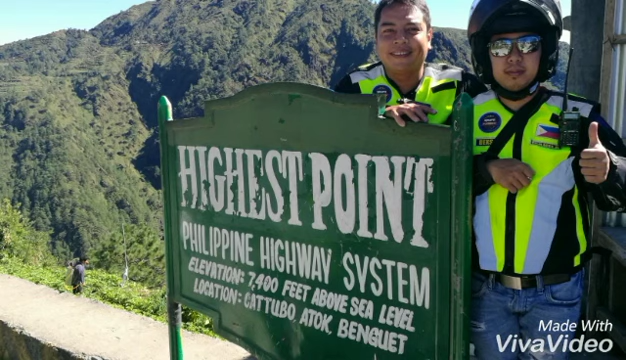 HIGHEST POINT
PHILIPPINE HIGHWAY SYSTEM
ELEVATION: 7,400 FEET ABOVE SEA LEVEL
LOCATION: CATTUBO, ATOK, BENGUET
Made With
VivaVideo